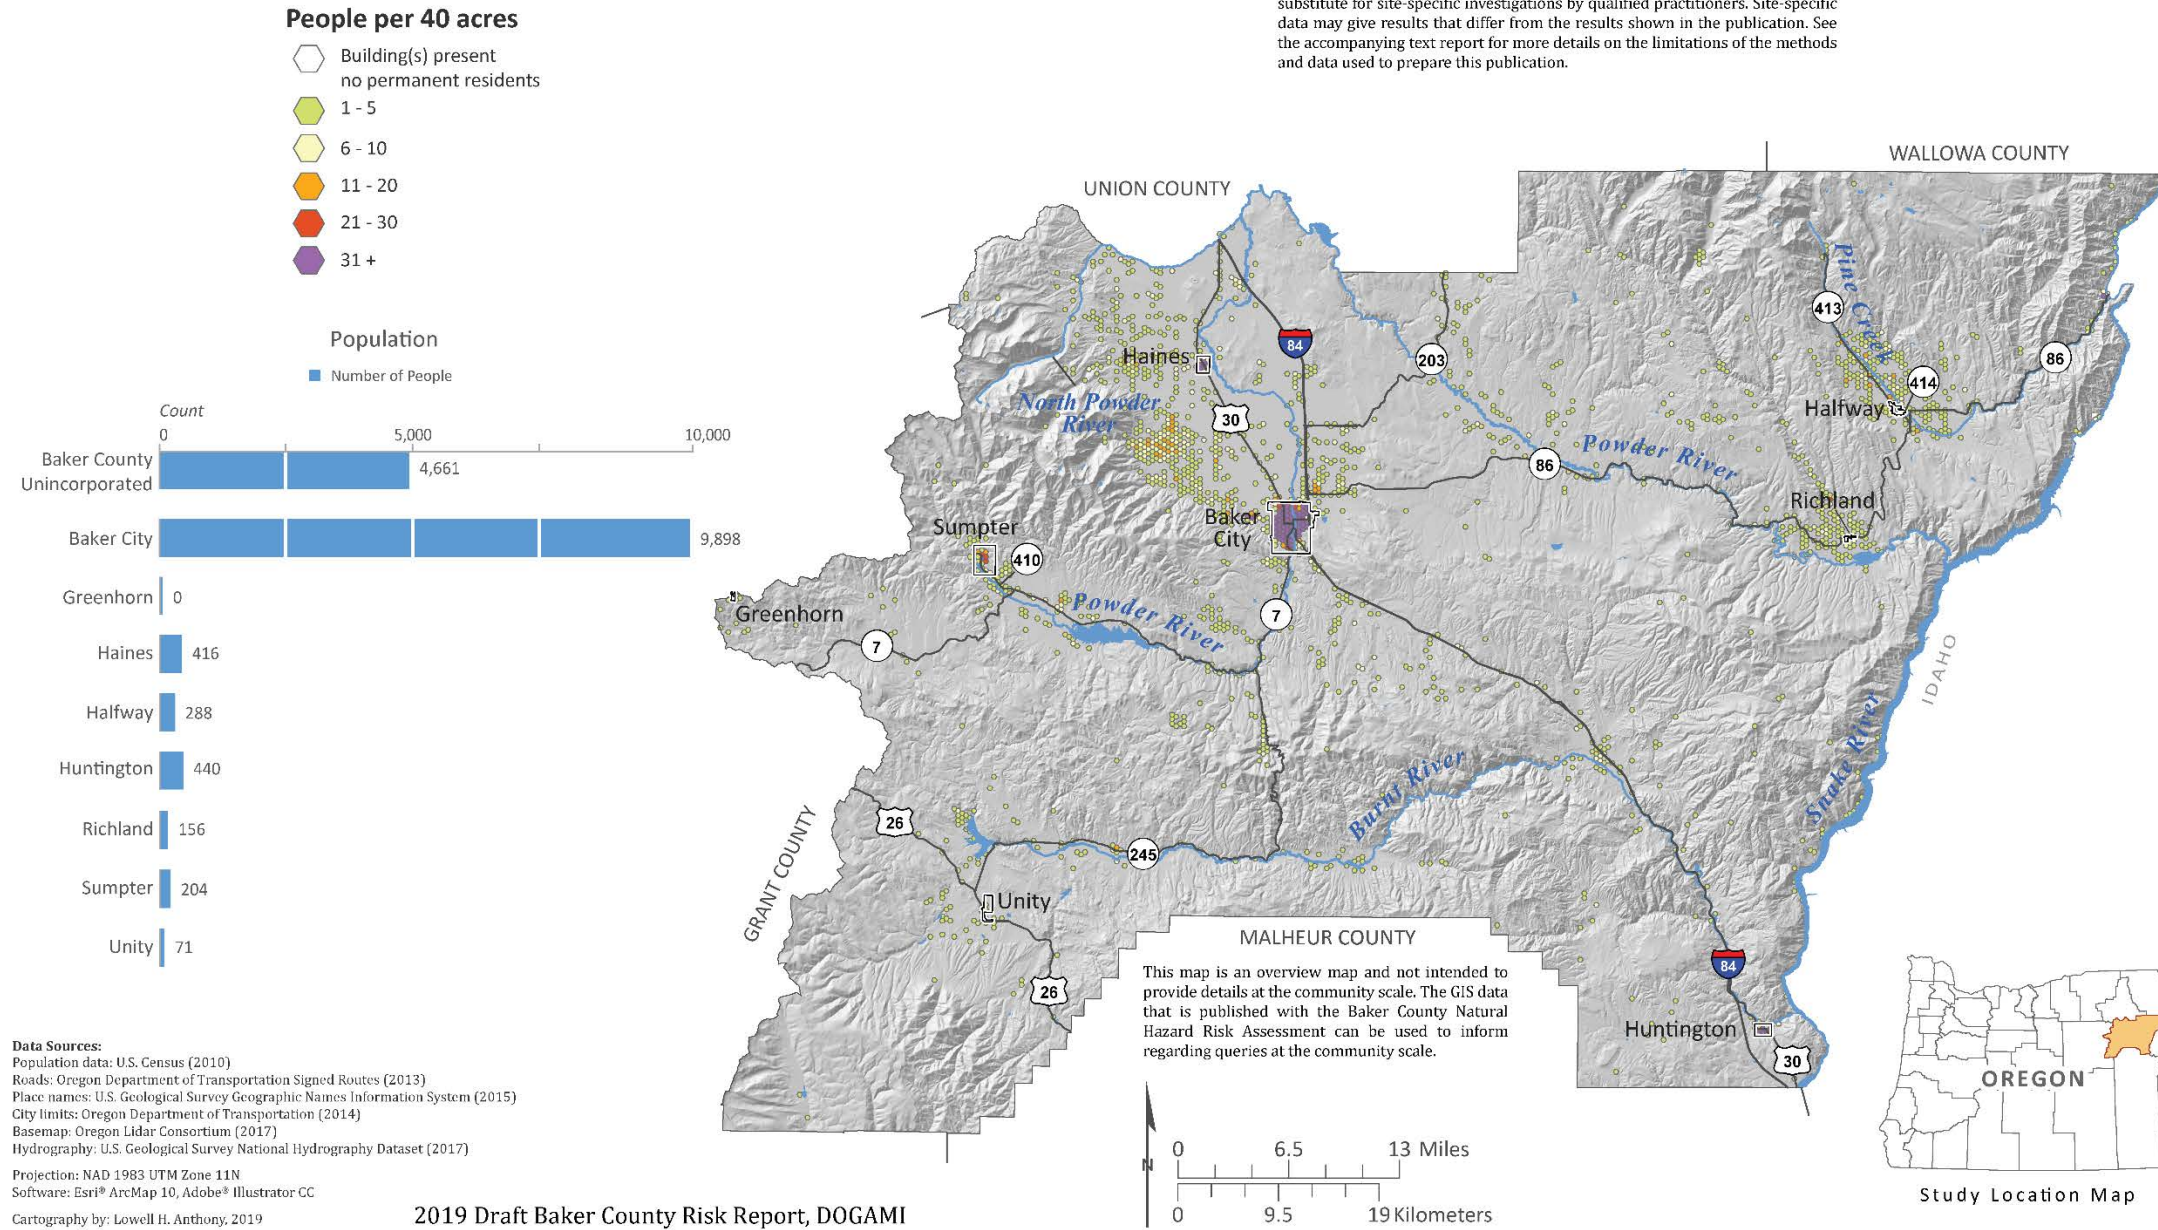 People per 40 acres
Building(s) present
no permanent residents
1 - 5
6 - 10
11 - 20
21 - 30
31 +
Population
Number of People
Count
0
5,000
10,000
Baker County
Unincorporated
4,661
Baker City
9,898
Greenhorn
0
Haines
416
Halfway
288
Huntington
440
Richland
156
Sumpter
204
Unity
71
Data Sources:
Population data: U.S. Census (2010)
Roads: Oregon Department of Transportation Signed Routes (2013)
Place names: U.S. Geological Survey Geographic Names Information System (2015)
City limits: Oregon Department of Transportation (2014)
Basemap: Oregon Lidar Consortium (2017)
Hydrography: U.S. Geological Survey National Hydrography Dataset (2017)
Projection: NAD 1983 UTM Zone 11N
Software: Esri® ArcMap 10, Adobe® Illustrator CC
Cartography by: Lowell H. Anthony, 2019
2019 Draft Baker County Risk Report, DOGAMI
substitute for site-specific investigations by qualified practitioners. Site-specific
data may give results that differ from the results shown in the publication. See
the accompanying text report for more details on the limitations of the methods
and data used to prepare this publication.
WALLOWA COUNTY
UNION COUNTY
Pine Creek
413
84
Haines
203
86
414
North Powder
River
30
Halfway
Powder River
86
Richland
Baker
City
Sumpter
410
Greenhorn
Powder River
7
7
IDAHO
Snake River
Burnt River
26
GRANT COUNTY
245
Unity
26
MALHEUR COUNTY
84
Huntington
30
This map is an overview map and not intended to
provide details at the community scale. The GIS data
that is published with the Baker County Natural
Hazard Risk Assessment can be used to inform
regarding queries at the community scale.
N
0
6.5
13 Miles
0
9.5
19 Kilometers
OREGON
Study Location Map